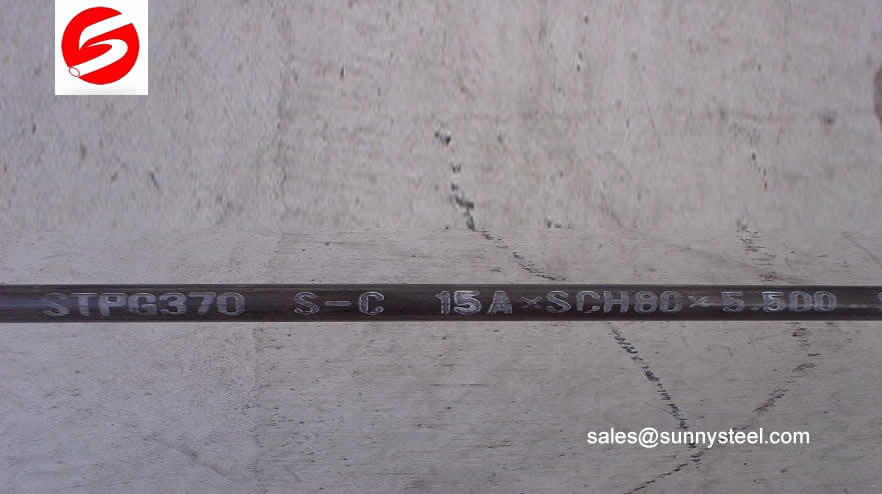 STPG370 S-C 15A×SCH80×5.500
sales@sunnysteel.com